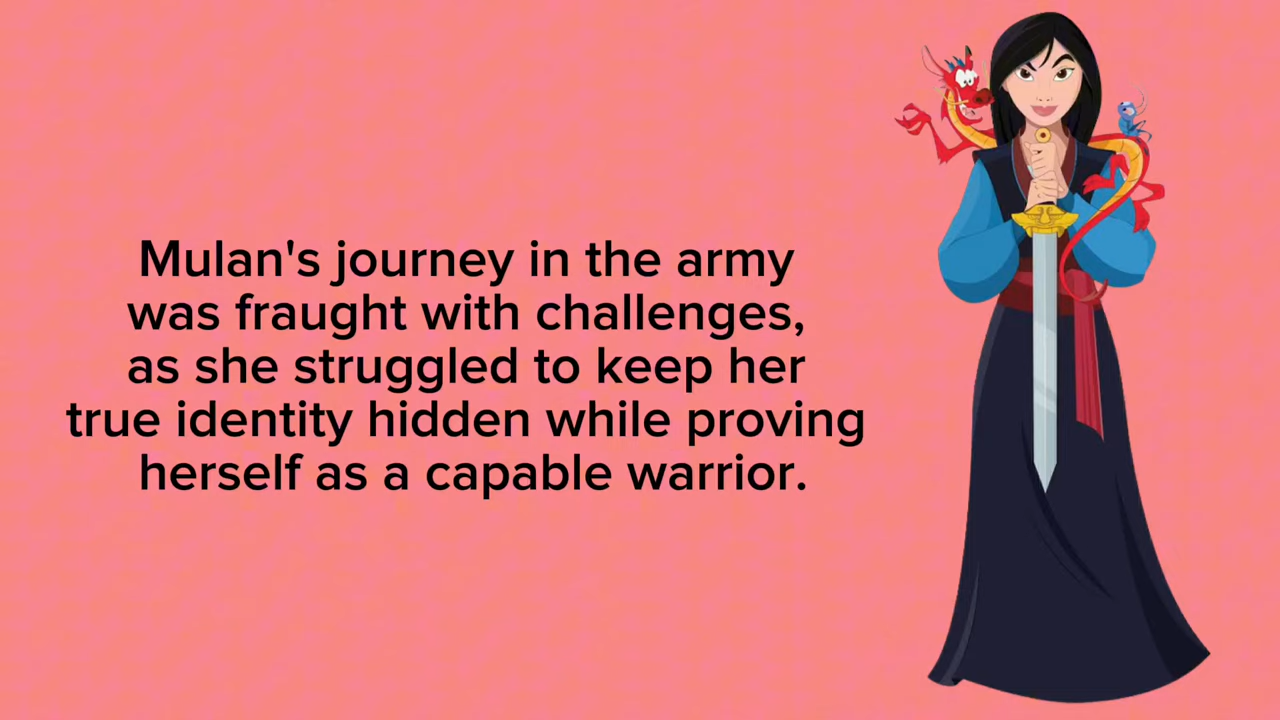 Mulan's journey in the army
was fraught with challenges,
as she struggled to keep her
true identity hidden while proving
herself as a capable warrior.